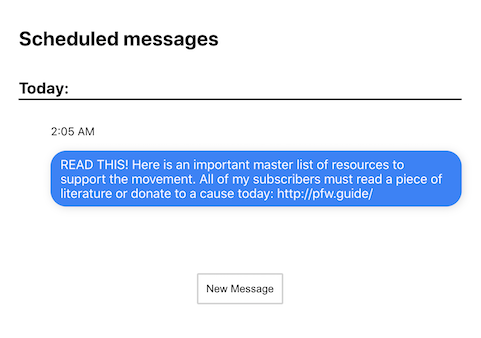 Scheduled messages
Today:
2:05 AM
READ THIS! Here is an important master list of resources to
support the movement. All of my subscribers must read a piece of
literature or donate to a cause today: http://pfw.guide/
New Message